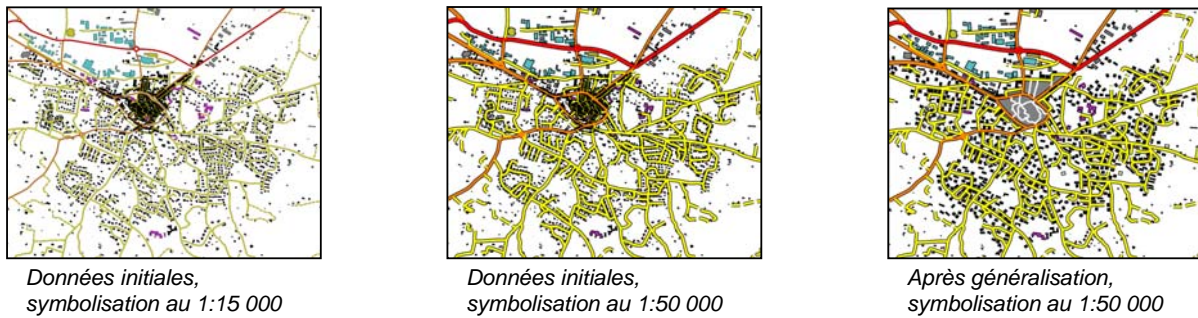 Données initiales,
symbolisation au 1:15 000
Données initiales,
symbolisation au 1:50 000
Après généralisation,
symbolisation au 1:50 000